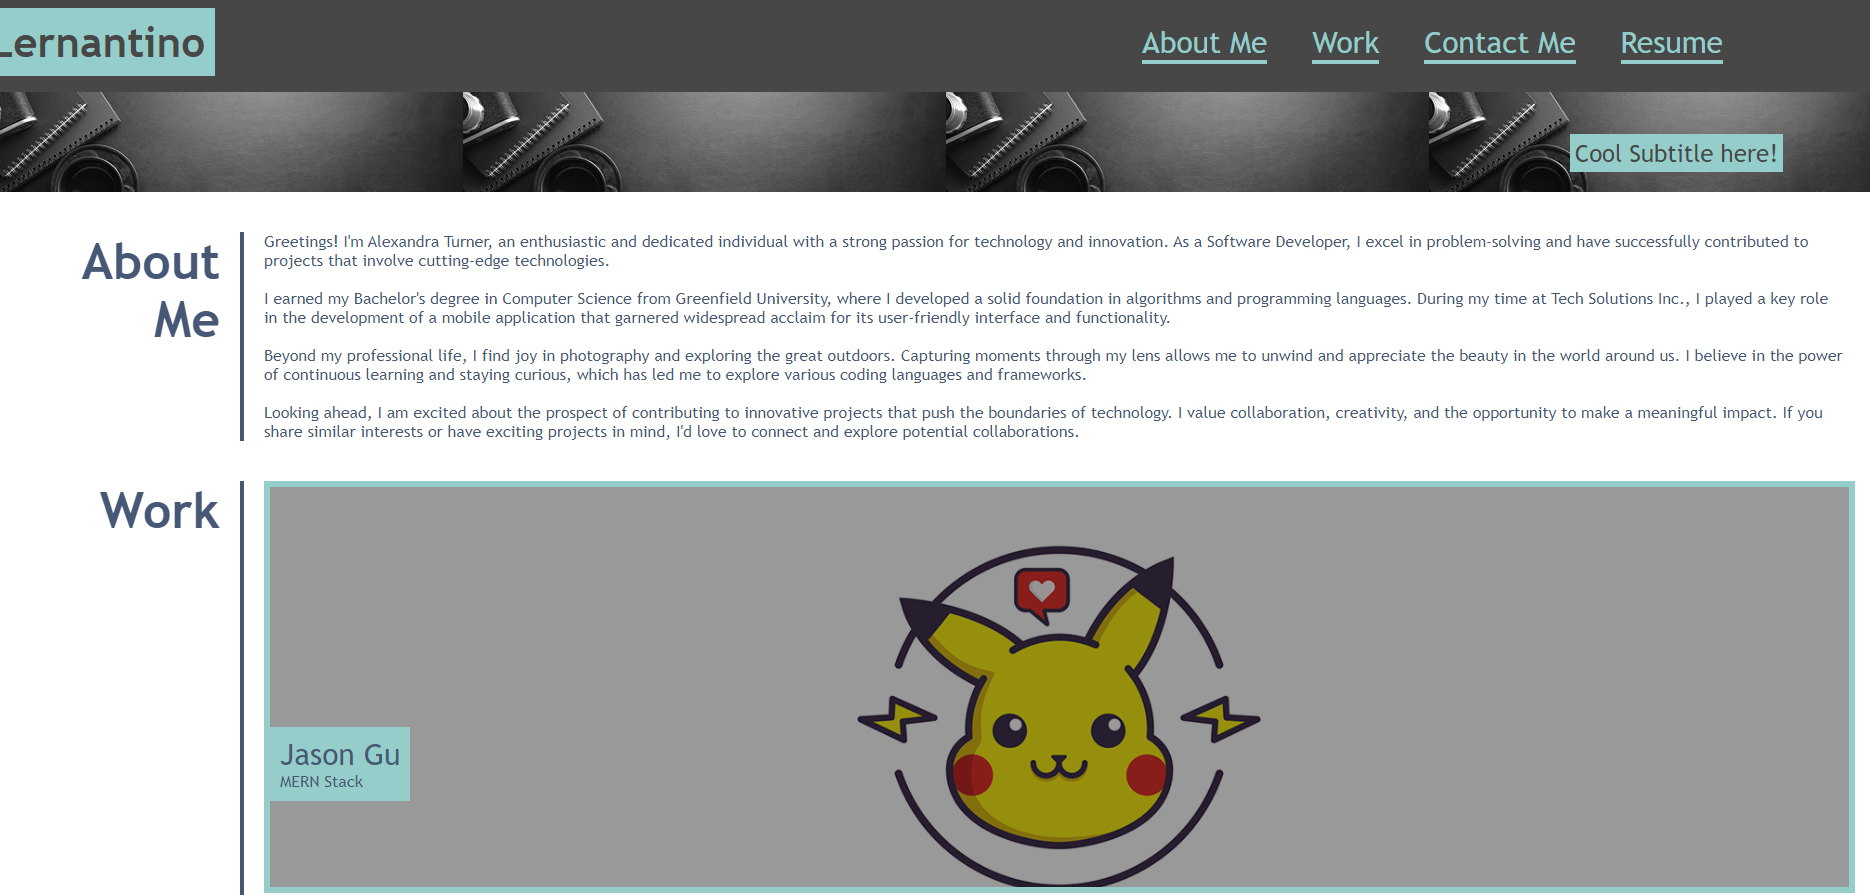 Lernantino
About Me Work Contact Me Resume
Cool Subtitle here!
About
Me
Greetings! I'm Alexandra Turner, an enthusiastic and dedicated individual with a strong passion for technology and innovation. As a Software Developer, I excel in problem-solving and have successfully contributed to
projects that involve cutting-edge technologies.
I earned my Bachelor's degree in Computer Science from Greenfield University, where I developed a solid foundation in algorithms and programming languages. During my time at Tech Solutions Inc., I played a key role
in the development of a mobile application that garnered widespread acclaim for its user-friendly interface and functionality.
Beyond my professional life, I find joy in photography and exploring the great outdoors. Capturing moments through my lens allows me to unwind and appreciate the beauty in the world around us. I believe in the power
of continuous learning and staying curious, which has led me to explore various coding languages and frameworks.
Looking ahead, I am excited about the prospect of contributing to innovative projects that push the boundaries of technology. I value collaboration, creativity, and the opportunity to make a meaningful impact. If you
share similar interests or have exciting projects in mind, I'd love to connect and explore potential collaborations.
Work
Jason Gu
MERN Stack